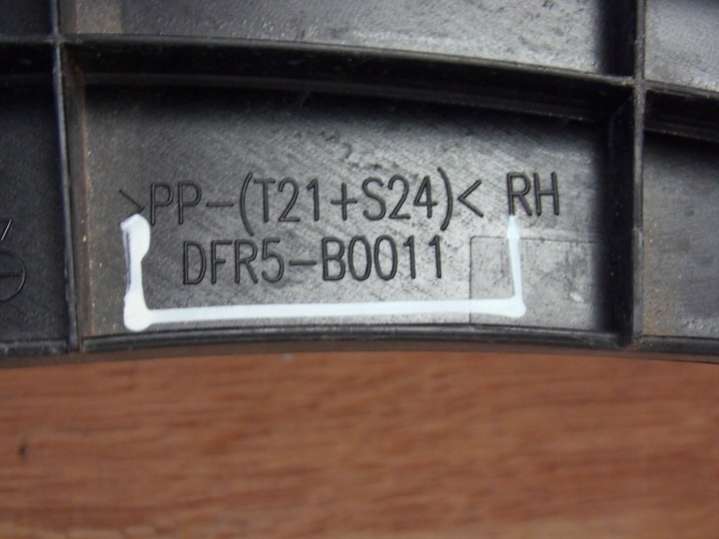 >PP-(T21+S24)< RH
DFR5-B0011